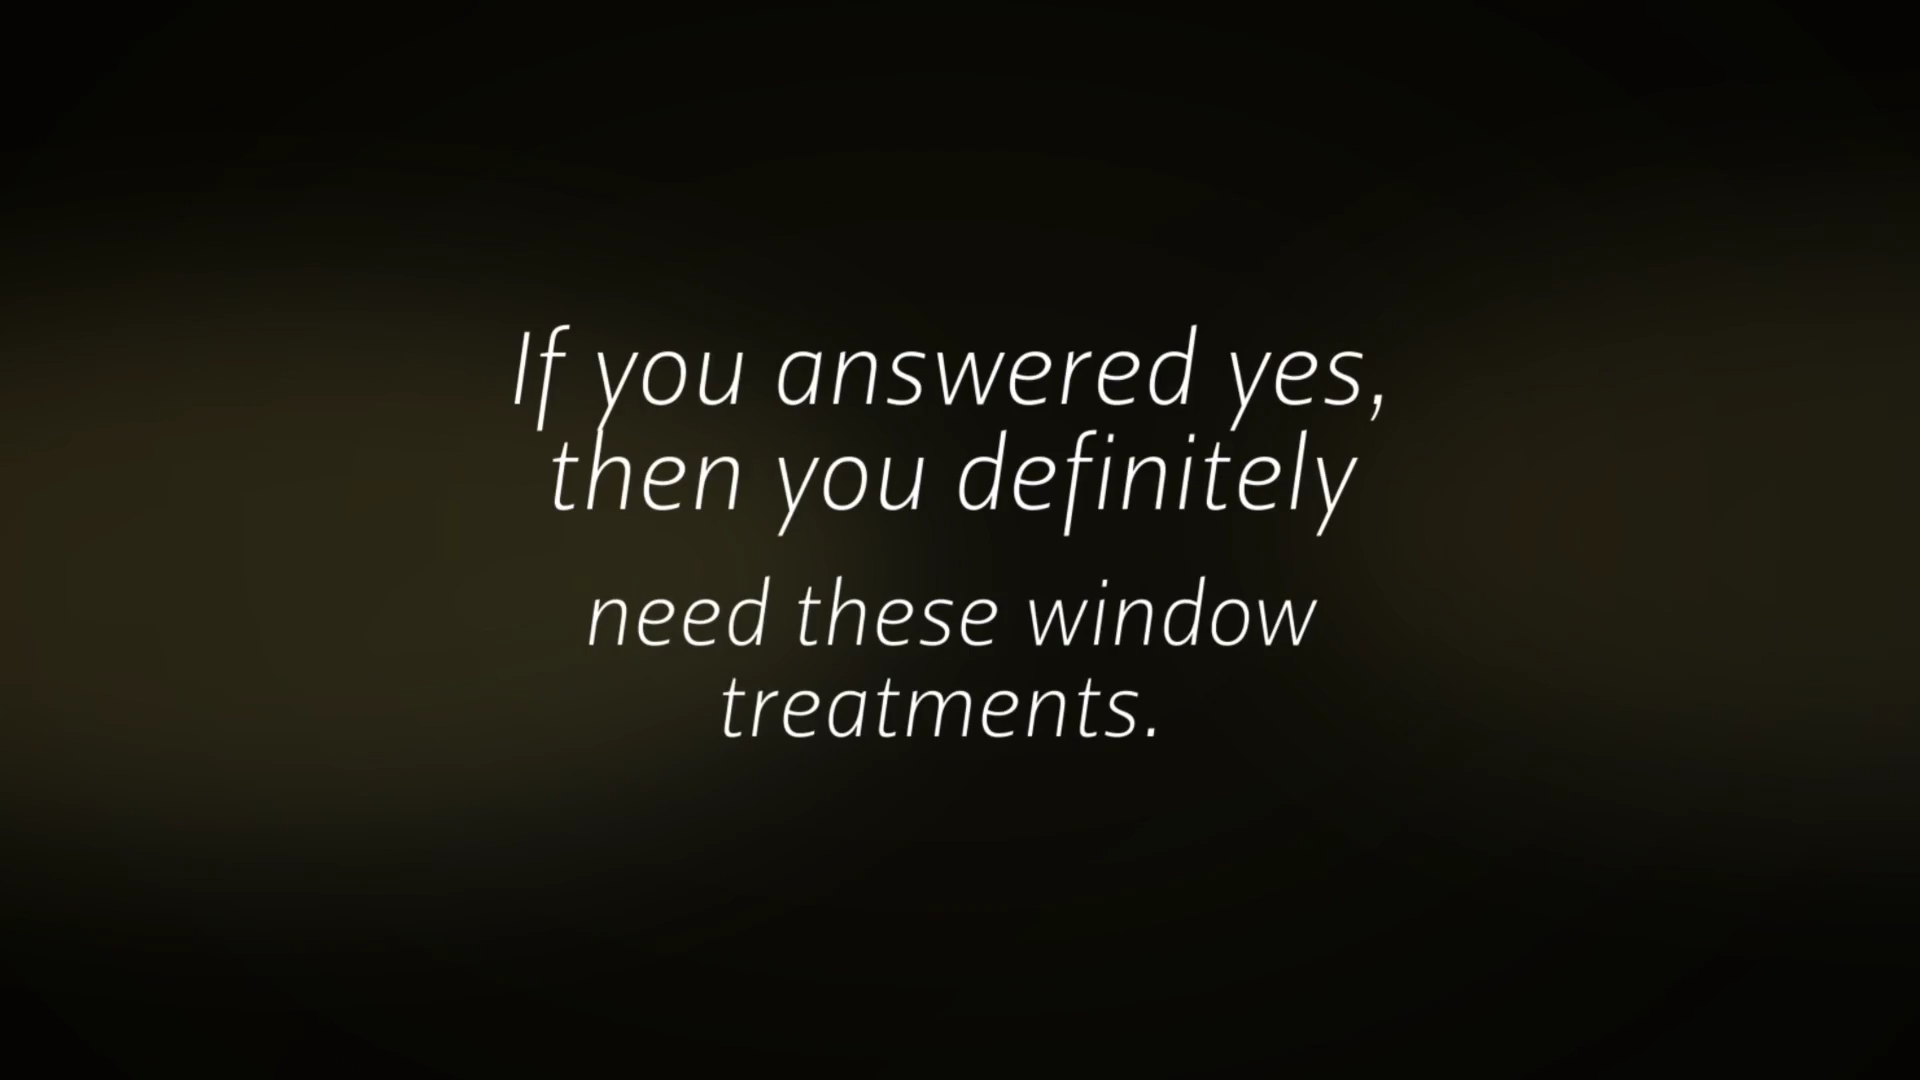 If you answered yes,
then you definitely
need these window
treatments.